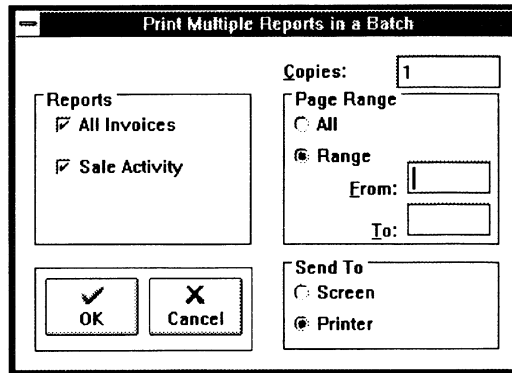 Print Multiple Reports in a Batch
Copies: 1
Reports
All Invoices
Sale Activity
Page Range
All
Range
From:
To:
OK
Cancel
Send To
Screen
Printer